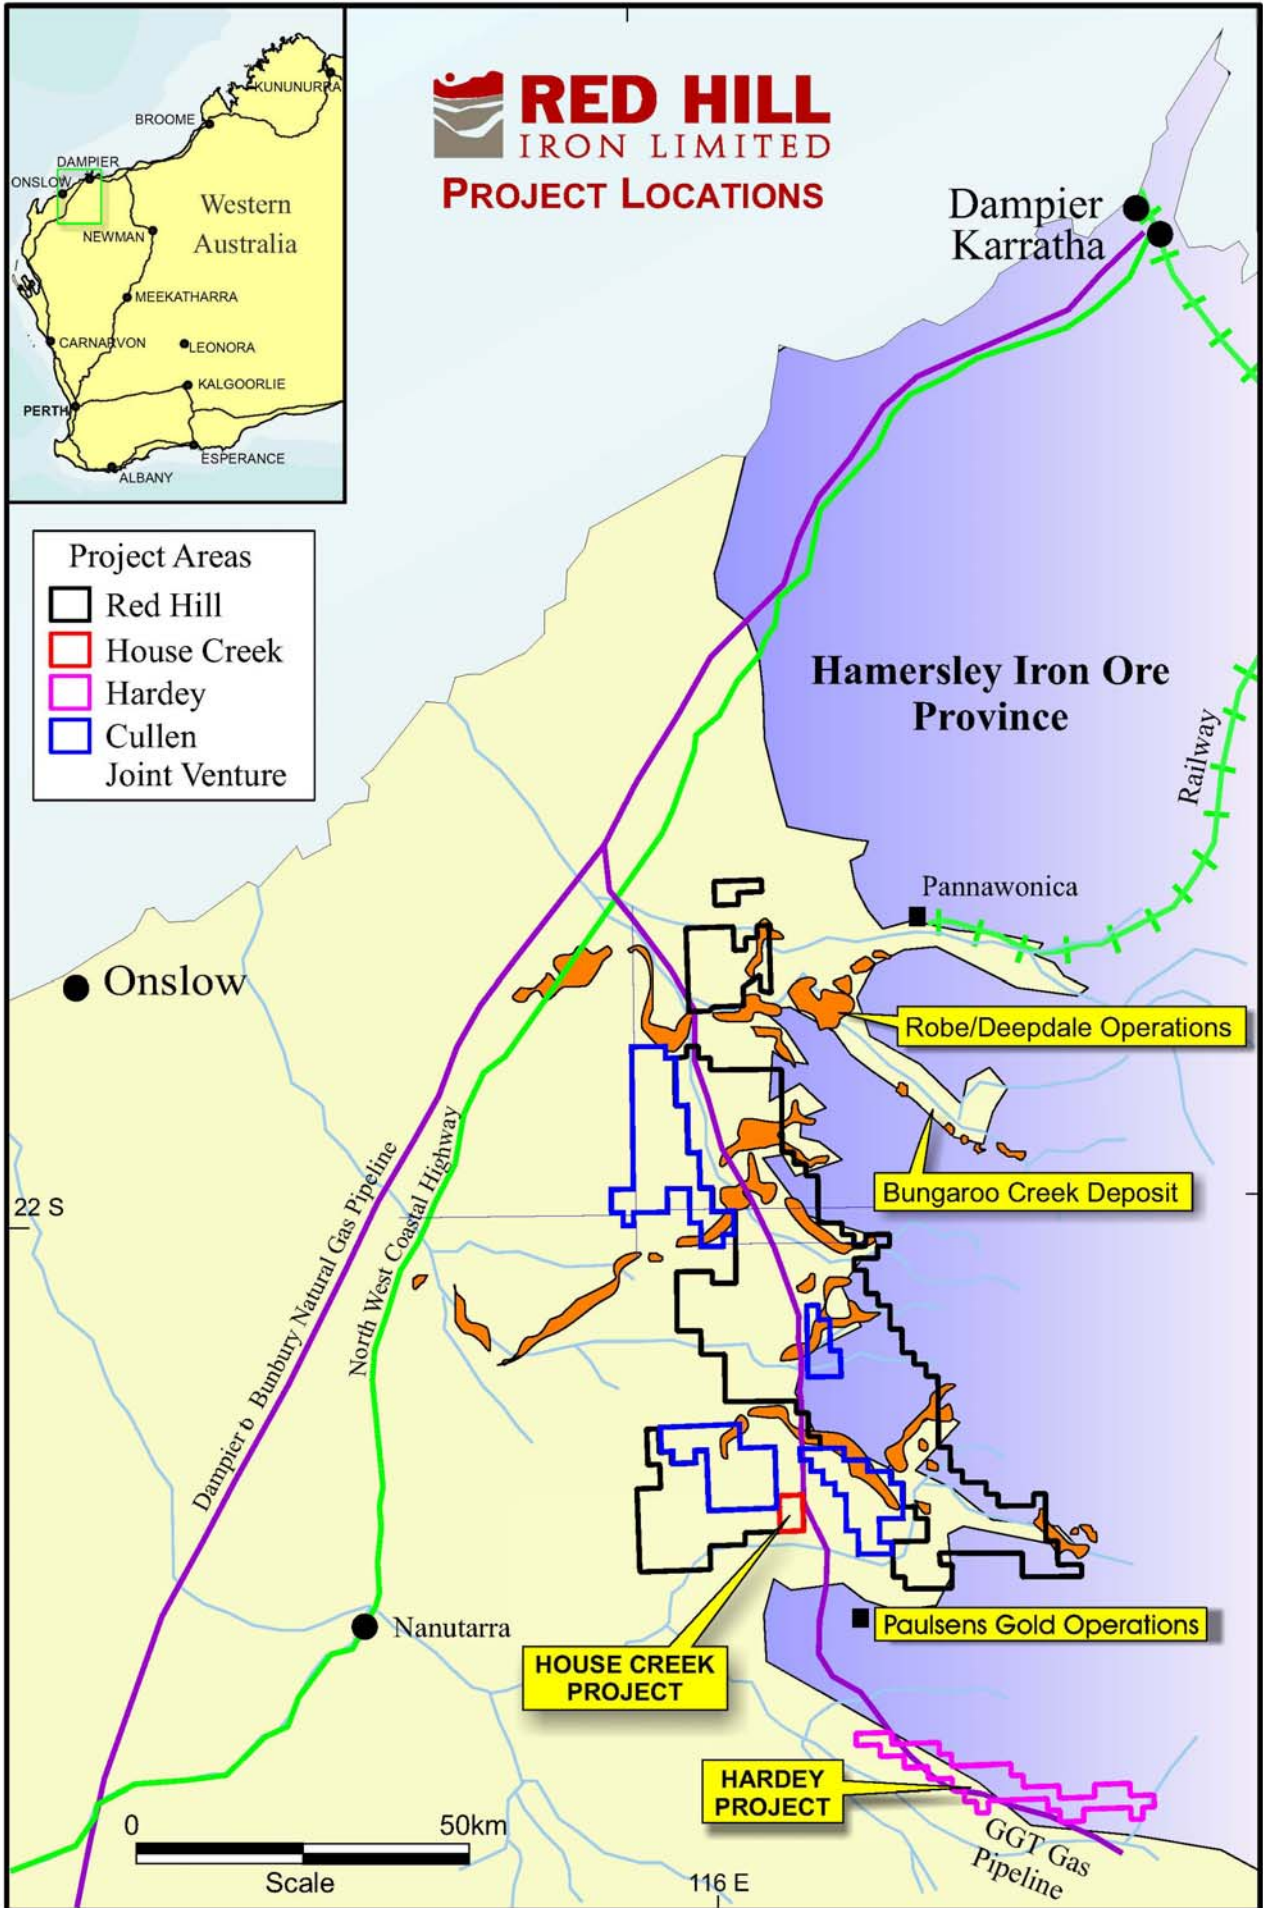 RED HILL
IRON LIMITED
PROJECT LOCATIONS
KUNUNURRA
BROOME
DAMPIER
ONSLOW
Western
Australia
NEWMAN
MEEKATHARRA
CARNARVON
LEONORA
KALGOORLIE
PERTH
ESPERANCE
ALBANY
Dampier
Karratha
Project Areas
Red Hill
House Creek
Hardey
Cullen
Joint Venture
Hamersley Iron Ore
Province
Railway
Pannawonica
Onslow
Robe/Deepdale Operations
Bungaroo Creek Deposit
22 S
Dampier to Bunbury Natural Gas Pipeline
North West Coastal Highway
Nanutarra
Paulsens Gold Operations
HOUSE CREEK
PROJECT
HARDEY
PROJECT
GGT Gas
Pipeline
0 50km
Scale
116 E